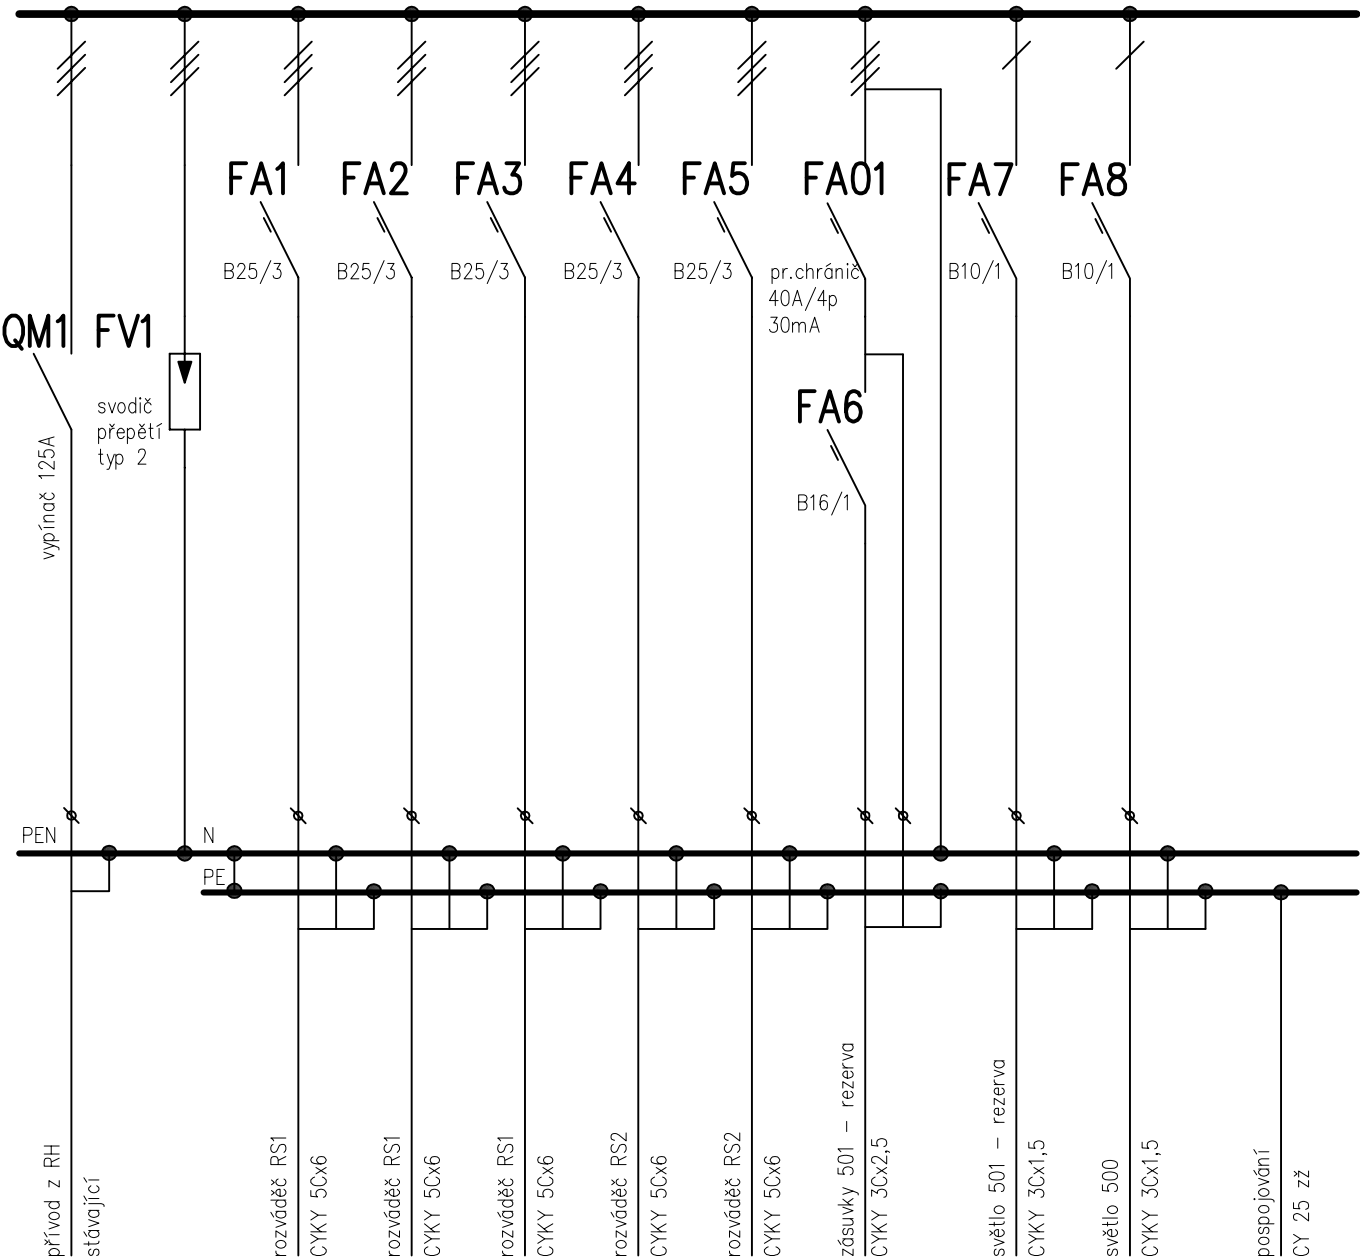 FA1
FA2
FA3
FA4
FA5
FA01
FA7
FA8
B25/3
B25/3
B25/3
B25/3
B25/3
pr.chránič
40A/4p
30mA
B10/1
B10/1
QM1
FV1
svodič
přepětí
typ 2
vypínač 125A
FA6
B16/1
PEN
N
PE
přívod z RH
stávající
rozváděč RS1
CYKY 5Cx6
rozváděč RS1
CYKY 5Cx6
rozváděč RS1
CYKY 5Cx6
rozváděč RS2
CYKY 5Cx6
rozváděč RS2
CYKY 5Cx6
zásuvky 501 – rezerva
CYKY 3Cx2,5
světlo 501 – rezerva
CYKY 3Cx1,5
světlo 500
CYKY 3Cx1,5
pospojování
CY 25 zž